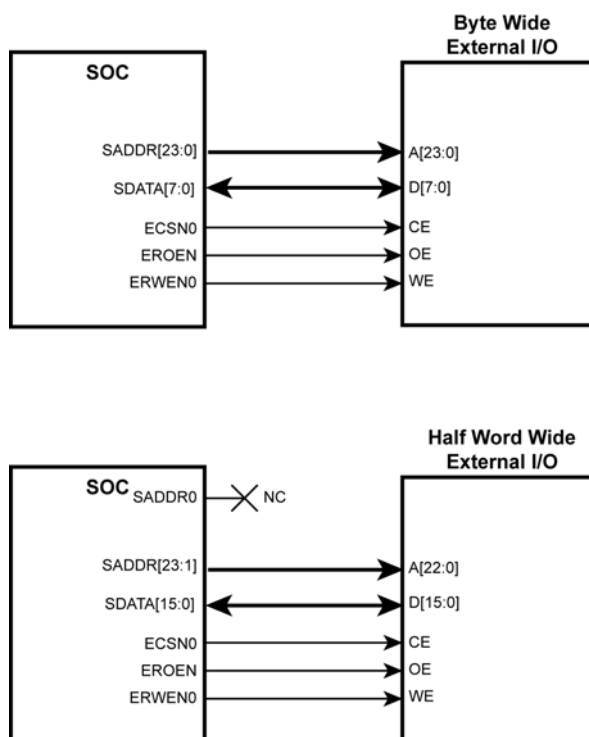 Byte Wide
External I/O
SOC
SADDR[23:0]
A[23:0]
SDATA[7:0]
D[7:0]
ECSN0
CE
EROEN
OE
ERWEN0
WE
Half Word Wide
External I/O
SOC
SADDR0
NC
SADDR[23:1]
A[22:0]
SDATA[15:0]
D[15:0]
ECSN0
CE
EROEN
OE
ERWEN0
WE